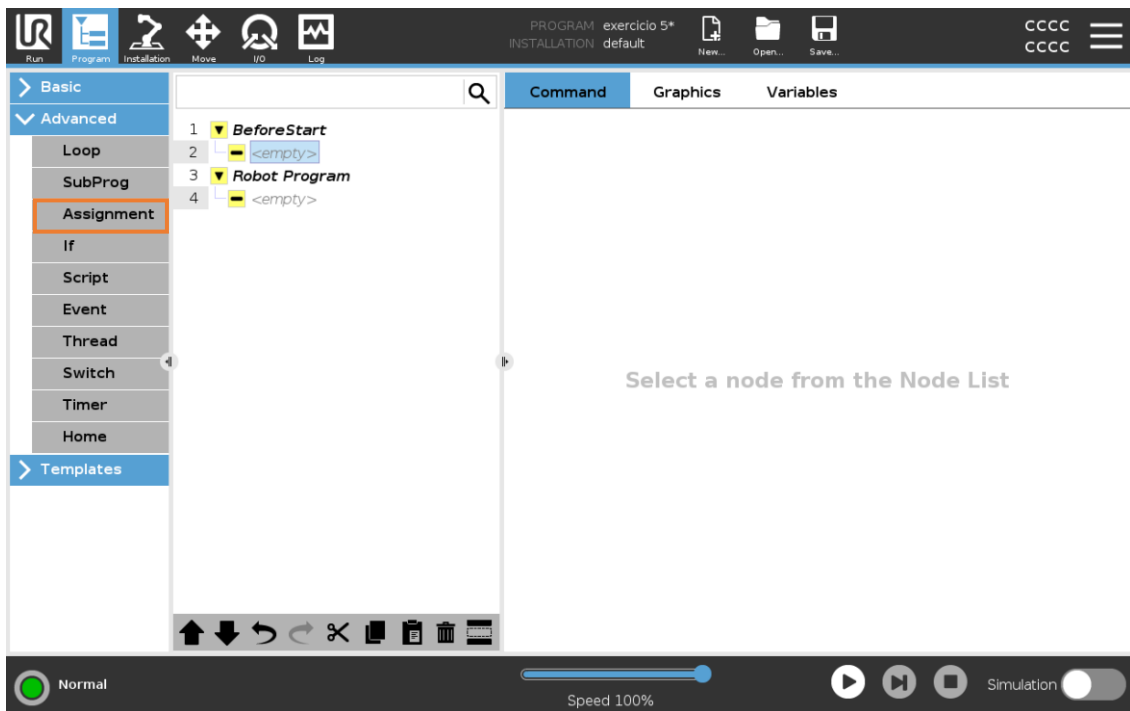 PROGRAM exercicio 5*
INSTALLATION default
CCCC
CCCC
Run
Program
Installation
Move
I/O
Log
New...
Open...
Save...
Basic
Advanced
Loop
SubProg
Assignment
If
Script
Event
Thread
Switch
Timer
Home
Templates
1 BeforeStart
2 <empty>
3 Robot Program
4 <empty>
Command
Graphics
Variables
Select a node from the Node List
Normal
Speed 100%
Simulation